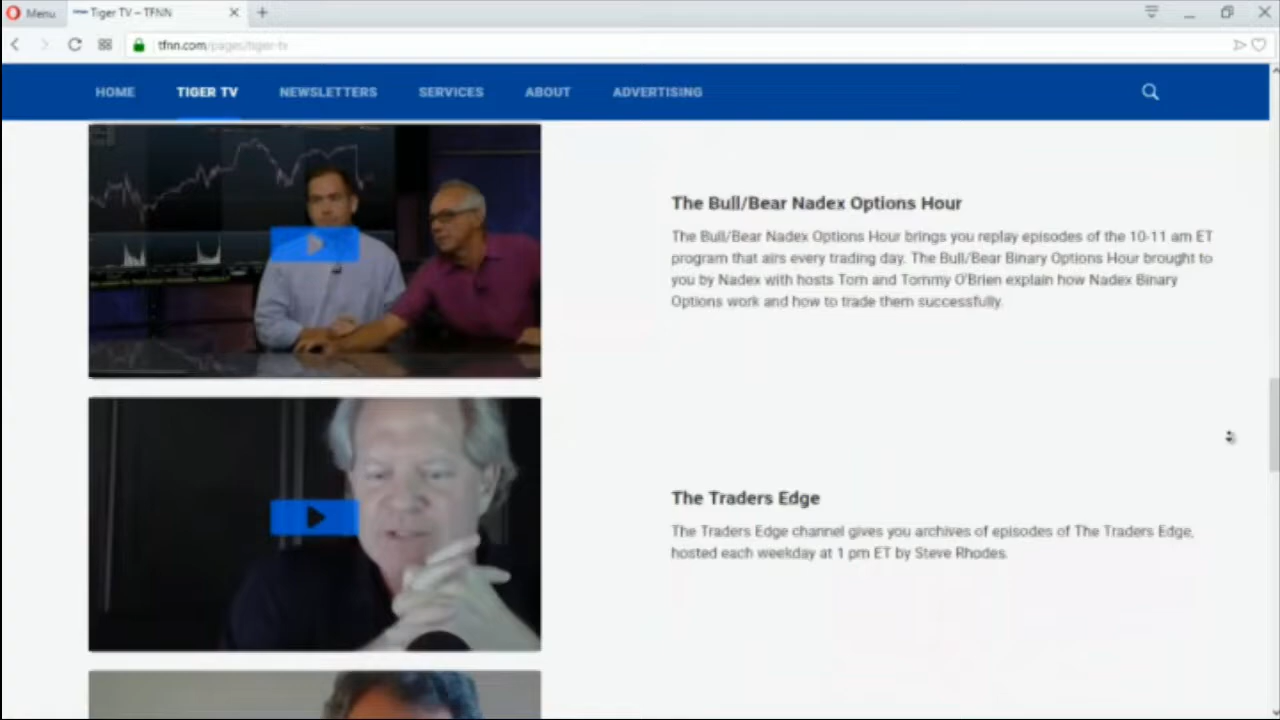 Menu
Tiger TV – TFNN
tfnn.com/pages/tiger-tv
HOME
TIGER TV
NEWSLETTERS
SERVICES
ABOUT
ADVERTISING
The Bull/Bear Nadex Options Hour
The Bull/Bear Nadex Options Hour brings you replay episodes of the 10-11 am ET
program that airs every trading day. The Bull/Bear Binary Options Hour brought to
you by Nadex with hosts Tom and Tommy O'Brien explain how Nadex Binary
Options work and how to trade them successfully.
The Traders Edge
The Traders Edge channel gives you archives of episodes of The Traders Edge,
hosted each weekday at 1 pm ET by Steve Rhodes.